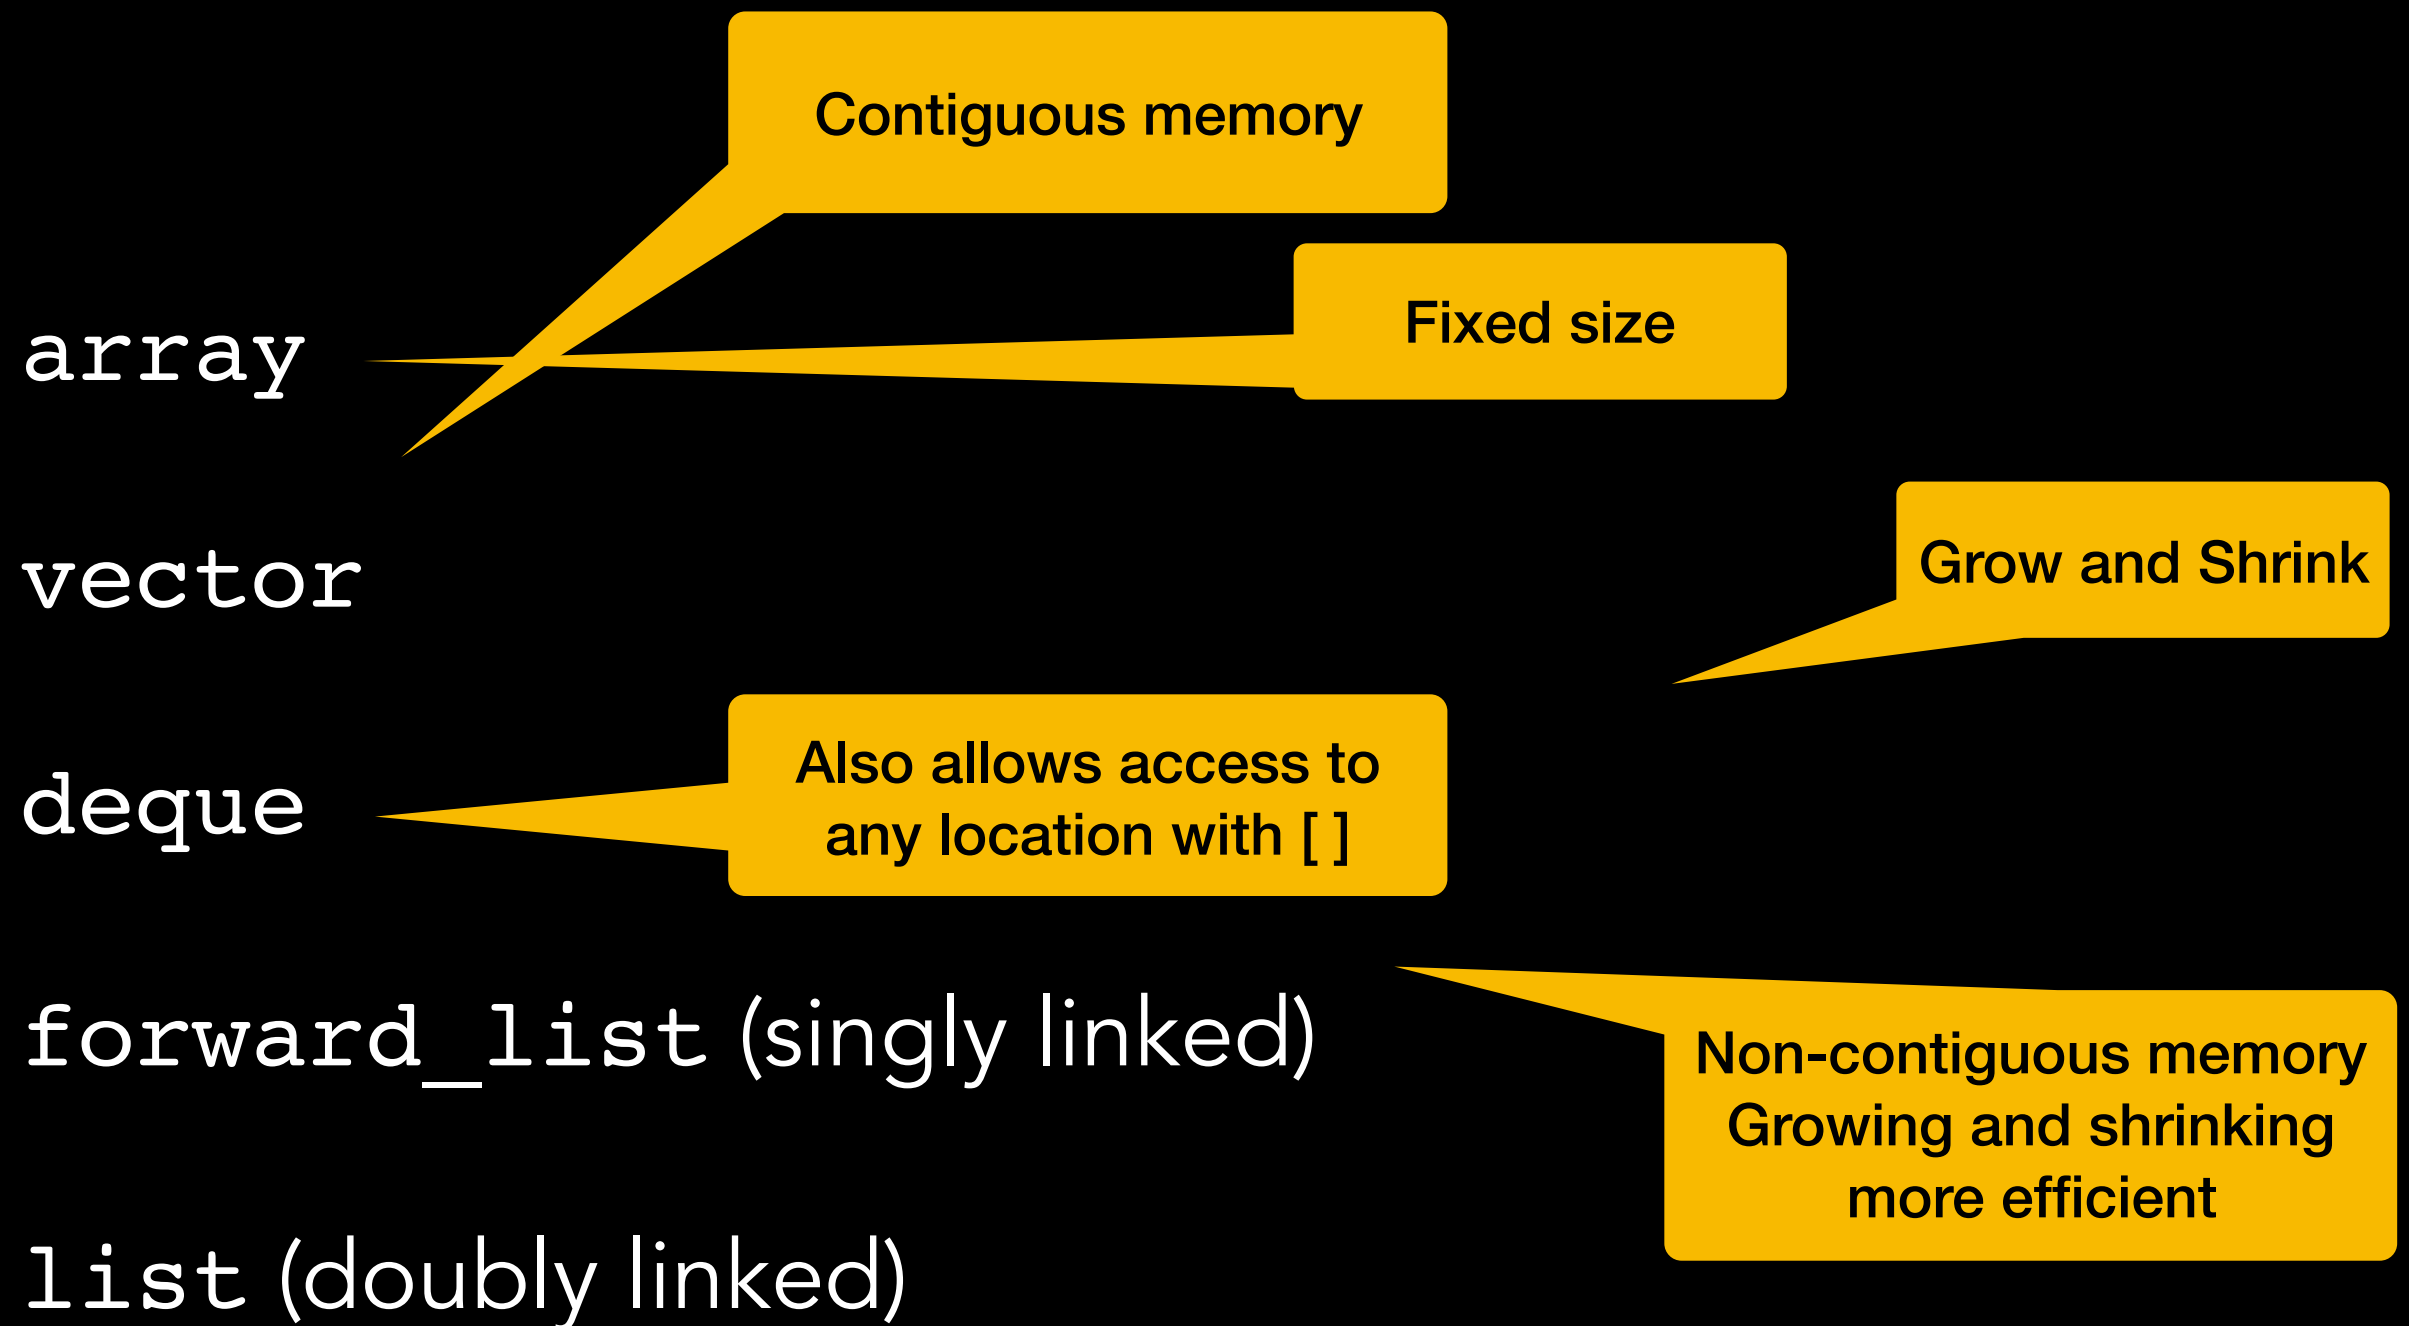 Contiguous memory
Fixed size
array
vector
Grow and Shrink
Also allows access to
any location with [ ]
deque
forward_list (singly linked)
Non-contiguous memory
Growing and shrinking
more efficient
list (doubly linked)